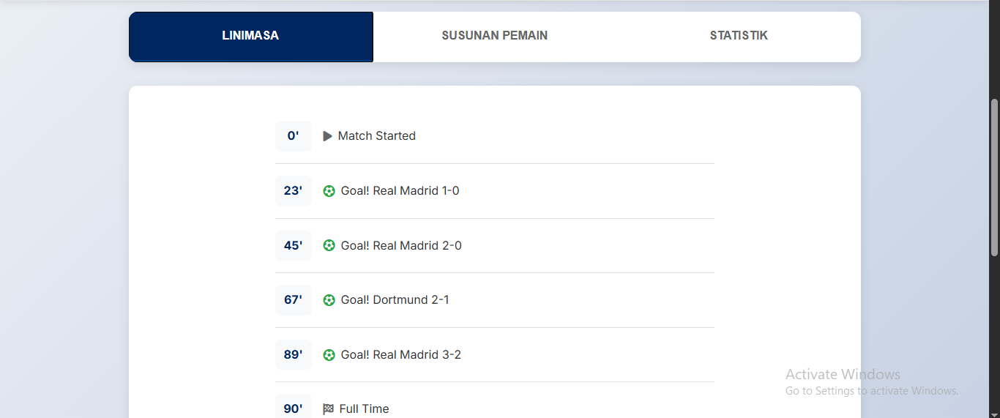 LINIMASA SUSUNAN PEMAIN STATISTIK
0' Match Started
23' Goal! Real Madrid 1-0
45' Goal! Real Madrid 2-0
67' Goal! Dortmund 2-1
89' Goal! Real Madrid 3-2
Activate Windows
Go to Settings to activate Windows.
90' Full Time